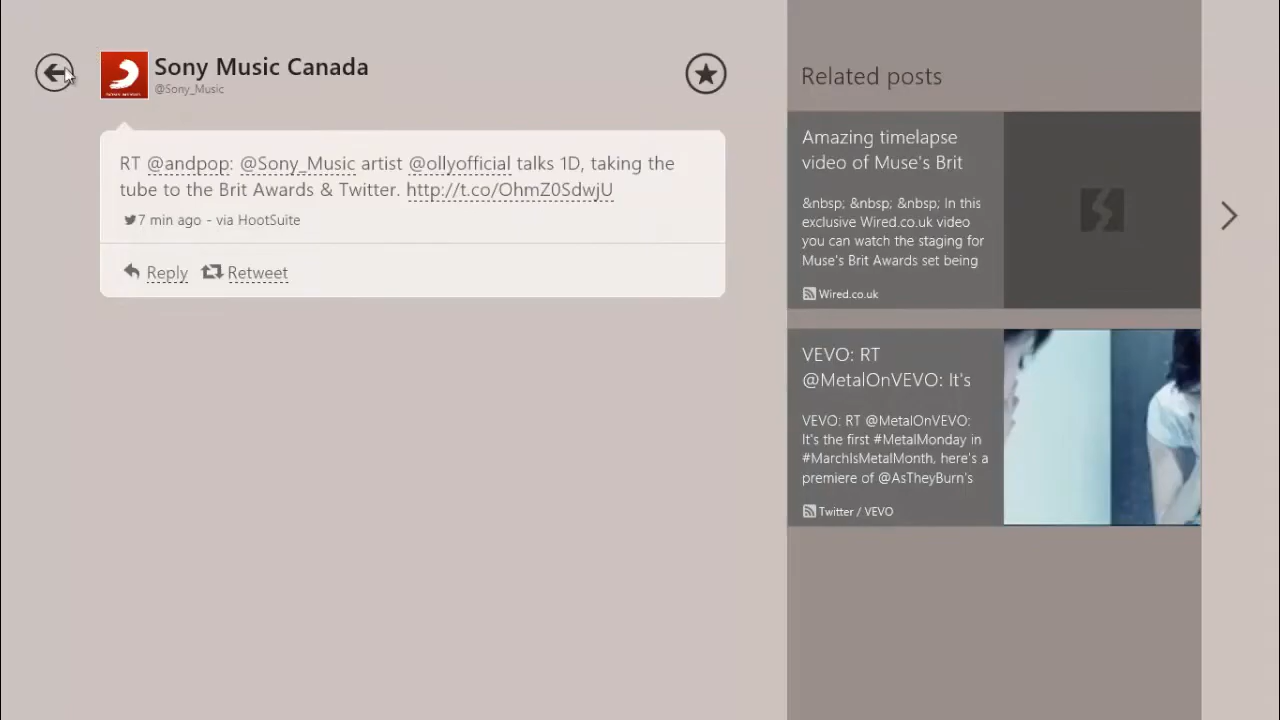 Sony Music Canada
@Sony_Music
RT @andpop: @Sony_Music artist @ollyofficial talks 1D, taking the
tube to the Brit Awards & Twitter. http://t.co/OhmZ0SdwjU
7 min ago - via HootSuite
Reply Retweet
Related posts
Amazing timelapse
video of Muse's Brit
&nbsp; &nbsp; &nbsp; In this
exclusive Wired.co.uk video
you can watch the staging for
Muse's Brit Awards set being
Wired.co.uk
VEVO: RT
@MetalOnVEVO: It's
VEVO: RT @MetalOnVEVO:
It's the first #MetalMonday in
#MarchIsMetalMonth, here's a
premiere of @AsTheyBurn's
Twitter / VEVO